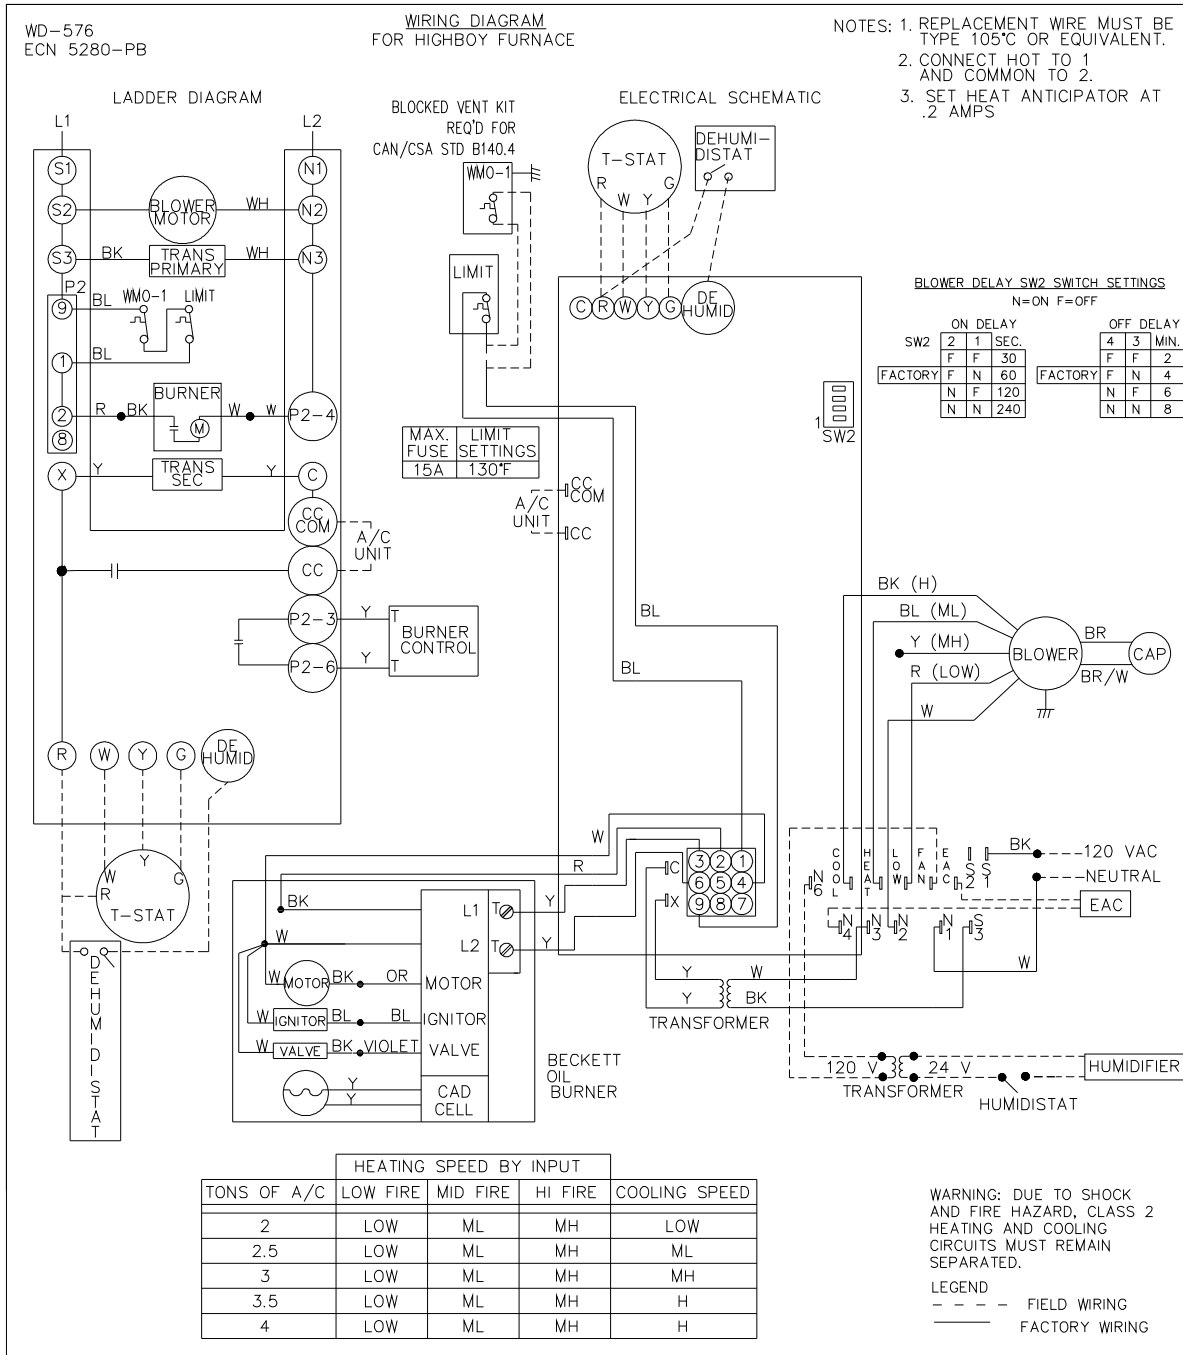 WD-576
ECN 5280-PB
WIRING DIAGRAM
FOR HIGHBOY FURNACE
NOTES: 1. REPLACEMENT WIRE MUST BE
TYPE 105°C OR EQUIVALENT.
2. CONNECT HOT TO 1
AND COMMON TO 2.
3. SET HEAT ANTICIPATOR AT
.2 AMPS
LADDER DIAGRAM
L1
L2
S1
N1
S2
BLOWER
MOTOR
WH
N2
S3
BK
TRANS
PRIMARY
WH
N3
P2
9
BL
WMO-1
LIMIT
1
BL
BURNER
2
R
BK
M
W
W
P2-4
8
X
Y
TRANS
SEC
Y
C
CC
COM
A/C
UNIT
CC
P2-3
Y
T
BURNER
CONTROL
P2-6
Y
T
R
W
Y
G
DE
HUMID
Y
W
G
R
T-STAT
DEHUMIDISTAT
BLOCKED VENT KIT
REQ'D FOR
CAN/CSA STD B140.4
WMO-1
LIMIT
MAX. FUSE
LIMIT SETTINGS
15A
130°F
ELECTRICAL SCHEMATIC
T-STAT
R
W
Y
G
DEHUMI-
DISTAT
C
R
W
Y
G
DE
HUMID
1
SW2
CC
COM
A/C
UNIT
CC
BL
BL
BLOWER DELAY SW2 SWITCH SETTINGS
N=ON F=OFF
ON DELAY
SW2 2 1 SEC.
F F 30
FACTORY F N 60
N F 120
N N 240
OFF DELAY
4 3 MIN.
F F 2
FACTORY F N 4
N F 6
N N 8
BK (H)
BL (ML)
Y (MH)
R (LOW)
W
BLOWER
BR
BR/W
CAP
W
R
3 2 1
6 5 4
9 8 7
C
X
N6
COOL
HEAT
LOW
FAN
EAC
S2
S1
BK
120 VAC
NEUTRAL
EAC
N4
N3
N2
N1
S3
W
Y
W
Y
BK
TRANSFORMER
120 V
24 V
TRANSFORMER
HUMIDISTAT
HUMIDIFIER
BK
L1
T
Y
W
L2
T
Y
W
MOTOR
BK
OR
MOTOR
W
IGNITOR
BL
BL
IGNITOR
W
VALVE
BK
VIOLET
VALVE
Y
Y
CAD
CELL
BECKETT
OIL
BURNER
HEATING SPEED BY INPUT
TONS OF A/C LOW FIRE MID FIRE HI FIRE COOLING SPEED
2 LOW ML MH LOW
2.5 LOW ML MH ML
3 LOW ML MH MH
3.5 LOW ML MH H
4 LOW ML MH H
WARNING: DUE TO SHOCK
AND FIRE HAZARD, CLASS 2
HEATING AND COOLING
CIRCUITS MUST REMAIN
SEPARATED.
LEGEND
FIELD WIRING
FACTORY WIRING